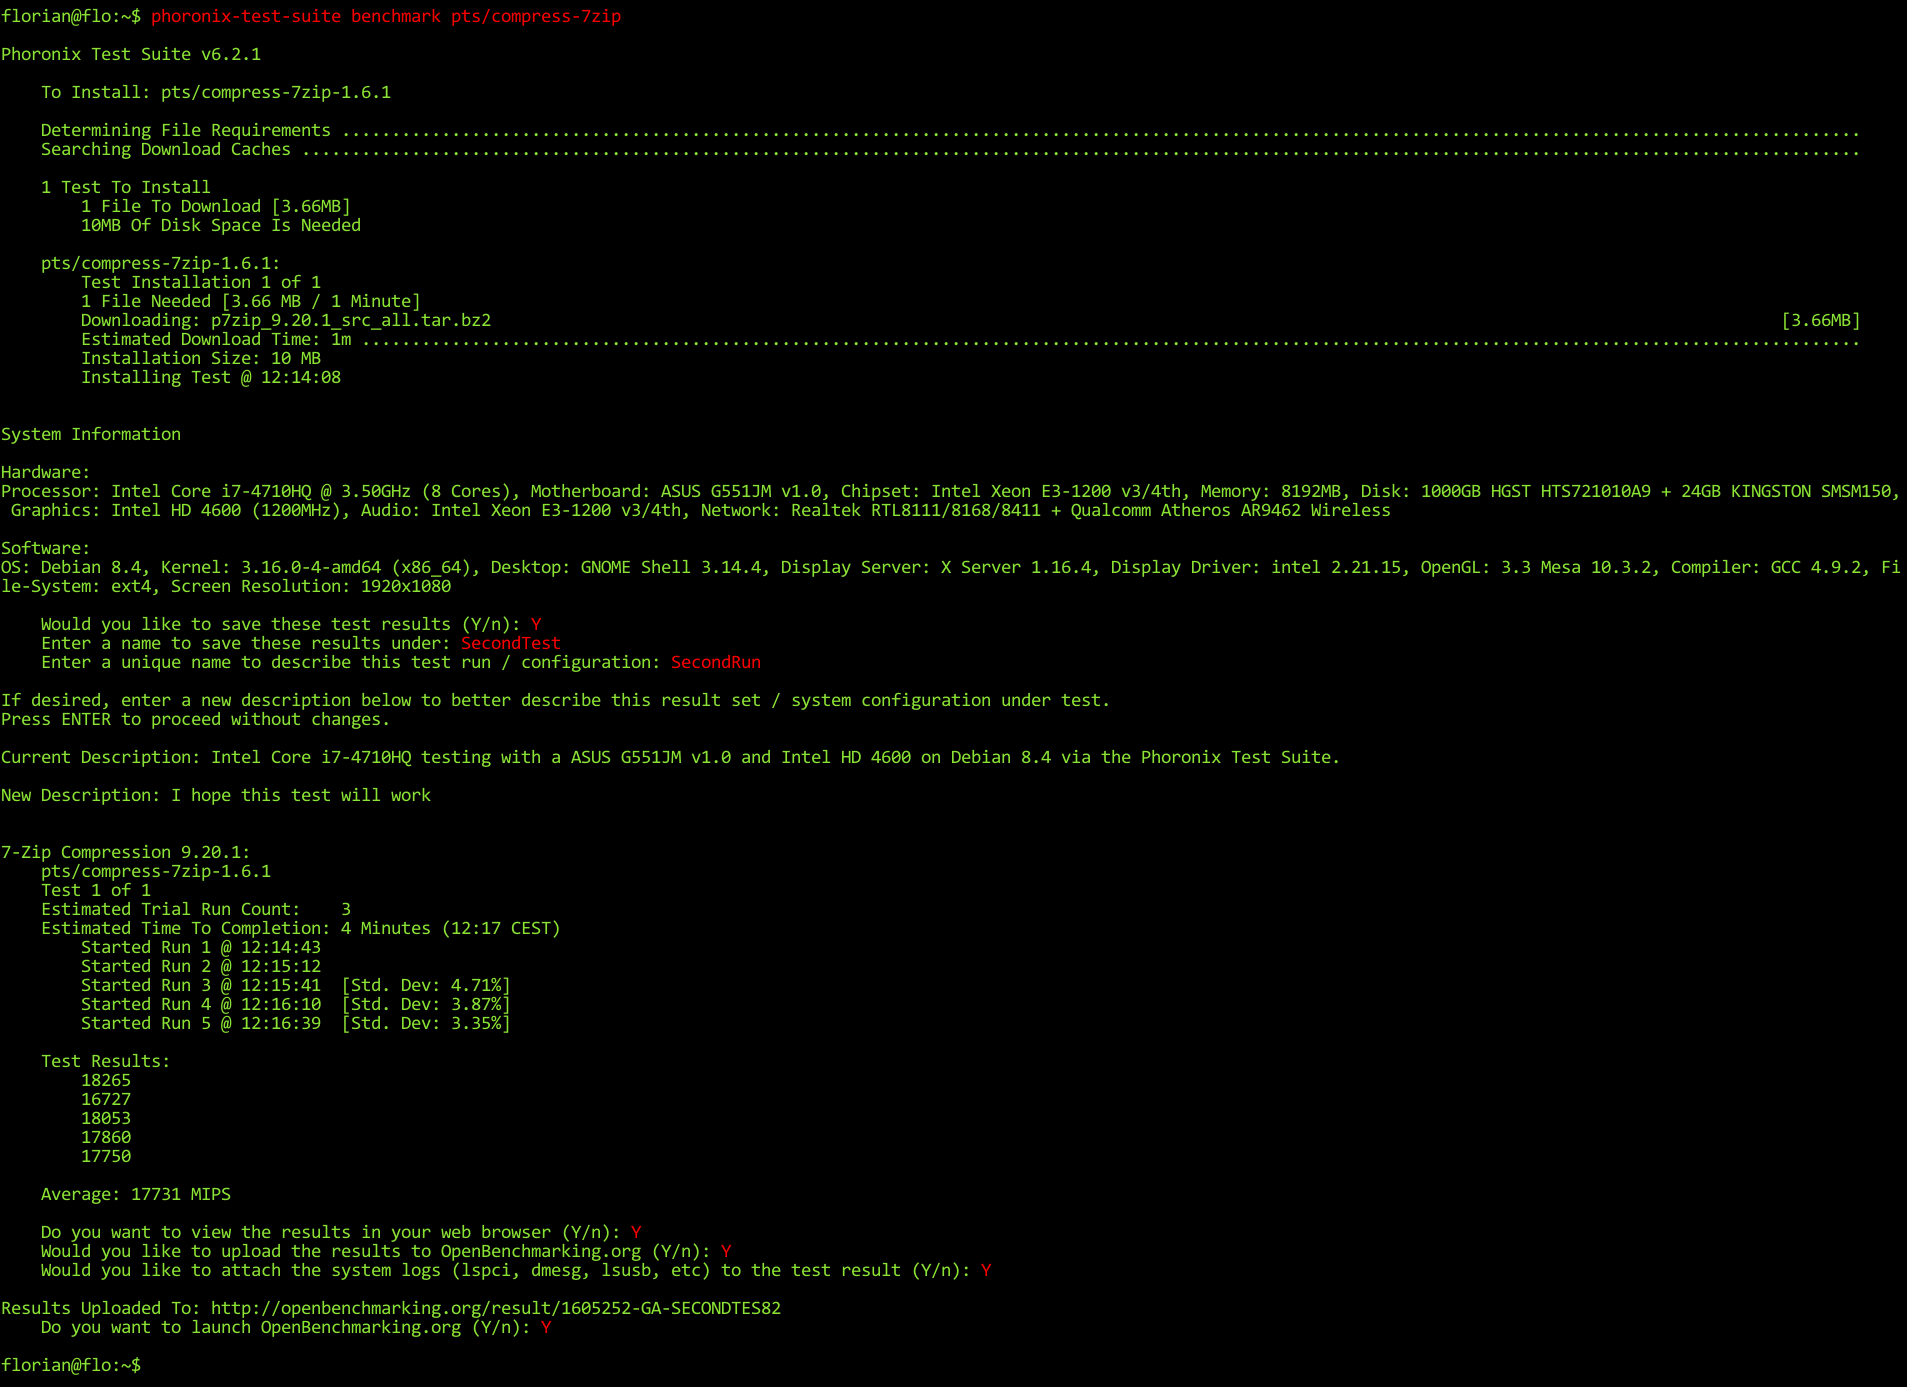 florian@flo:~$ phoronix-test-suite benchmark pts/compress-7zip
Phoronix Test Suite v6.2.1
To Install: pts/compress-7zip-1.6.1
Determining File Requirements ........................................................................................................................................................
Searching Download Caches ............................................................................................................................................................
1 Test To Install
1 File To Download [3.66MB]
10MB Of Disk Space Is Needed
pts/compress-7zip-1.6.1:
Test Installation 1 of 1
1 File Needed [3.66 MB / 1 Minute]
Downloading: p7zip_9.20.1_src_all.tar.bz2 [3.66MB]
Estimated Download Time: 1m ......................................................................................................................................................
Installation Size: 10 MB
Installing Test @ 12:14:08
System Information
Hardware:
Processor: Intel Core i7-4710HQ @ 3.50GHz (8 Cores), Motherboard: ASUS G551JM v1.0, Chipset: Intel Xeon E3-1200 v3/4th, Memory: 8192MB, Disk: 1000GB HGST HTS721010A9 + 24GB KINGSTON SMSM150,
Graphics: Intel HD 4600 (1200MHz), Audio: Intel Xeon E3-1200 v3/4th, Network: Realtek RTL8111/8168/8411 + Qualcomm Atheros AR9462 Wireless
Software:
OS: Debian 8.4, Kernel: 3.16.0-4-amd64 (x86_64), Desktop: GNOME Shell 3.14.4, Display Server: X Server 1.16.4, Display Driver: intel 2.21.15, OpenGL: 3.3 Mesa 10.3.2, Compiler: GCC 4.9.2, Fi
le-System: ext4, Screen Resolution: 1920x1080
Would you like to save these test results (Y/n): Y
Enter a name to save these results under: SecondTest
Enter a unique name to describe this test run / configuration: SecondRun
If desired, enter a new description below to better describe this result set / system configuration under test.
Press ENTER to proceed without changes.
Current Description: Intel Core i7-4710HQ testing with a ASUS G551JM v1.0 and Intel HD 4600 on Debian 8.4 via the Phoronix Test Suite.
New Description: I hope this test will work
7-Zip Compression 9.20.1:
pts/compress-7zip-1.6.1
Test 1 of 1
Estimated Trial Run Count: 3
Estimated Time To Completion: 4 Minutes (12:17 CEST)
Started Run 1 @ 12:14:43
Started Run 2 @ 12:15:12
Started Run 3 @ 12:15:41 [Std. Dev: 4.71%]
Started Run 4 @ 12:16:10 [Std. Dev: 3.87%]
Started Run 5 @ 12:16:39 [Std. Dev: 3.35%]
Test Results:
18265
16727
18053
17860
17750
Average: 17731 MIPS
Do you want to view the results in your web browser (Y/n): Y
Would you like to upload the results to OpenBenchmarking.org (Y/n): Y
Would you like to attach the system logs (lspci, dmesg, lsusb, etc) to the test result (Y/n): Y
Results Uploaded To: http://openbenchmarking.org/result/1605252-GA-SECONDTES82
Do you want to launch OpenBenchmarking.org (Y/n): Y
florian@flo:~$